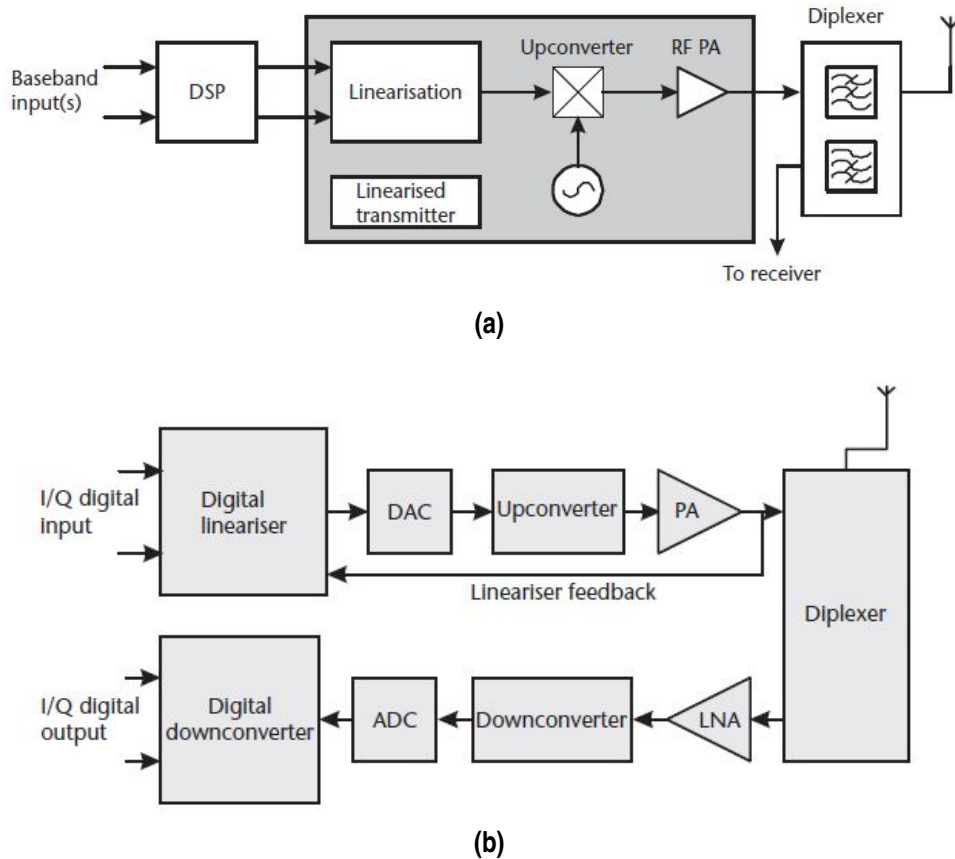 Diplexer
Upconverter
RF PA
Baseband
input(s)
DSP
Linearisation
Linearised
transmitter
To receiver
(a)
I/Q digital
input
Digital
lineariser
DAC
Upconverter
PA
Lineariser feedback
Diplexer
I/Q digital
output
Digital
downconverter
ADC
Downconverter
LNA
(b)